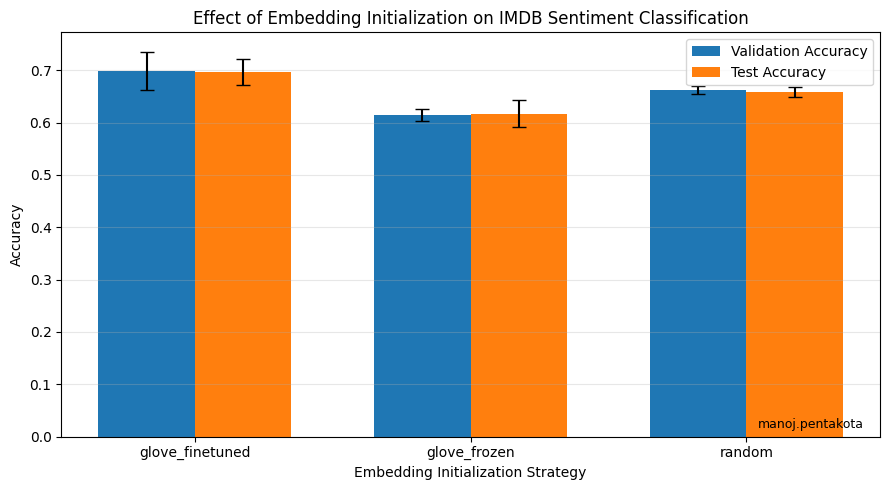 Effect of Embedding Initialization on IMDB Sentiment Classification
Validation Accuracy
Test Accuracy
Accuracy
0.7
0.6
0.5
0.4
0.3
0.2
0.1
0.0
manoj.pentakota
glove_finetuned
glove_frozen
random
Embedding Initialization Strategy